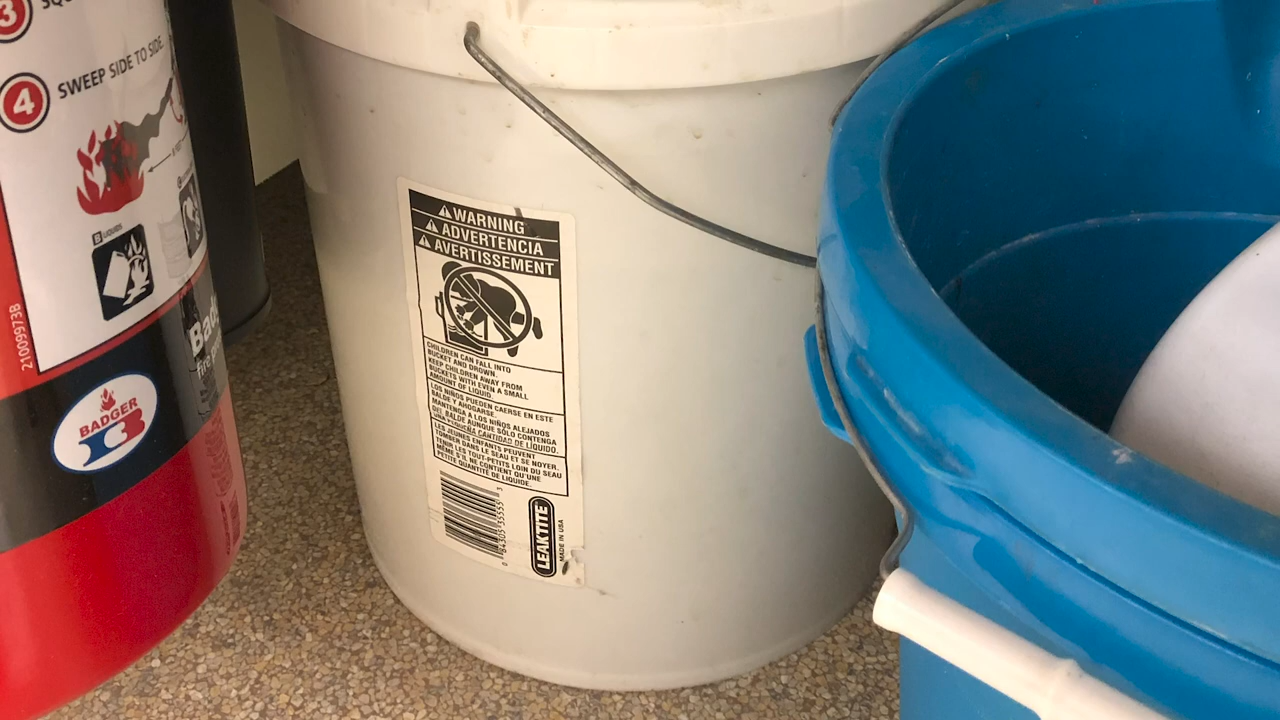 3
4
SWEEP SIDE TO SIDE.
B LIQUIDS
21009973B
BADGER
WARNING
ADVERTENCIA
AVERTISSEMENT
CHILDREN CAN FALL INTO
BUCKET AND DROWN.
KEEP CHILDREN AWAY FROM
BUCKETS WITH EVEN A SMALL
AMOUNT OF LIQUID.
LOS NIÑOS PUEDEN CAERSE EN ESTE
BALDE Y AHOGARSE.
MANTENGA A LOS NIÑOS ALEJADOS
DEL BALDE AUNQUE SÓLO CONTENGA
UNA PEQUEÑA CANTIDAD DE LÍQUIDO.
LES JEUNES ENFANTS PEUVENT
TOMBER DANS LE SEAU ET SE NOYER.
TENIR LES TOUT-PETITS LOIN DU SEAU
MÊME S'IL NE CONTIENT QU'UNE
PETITE QUANTITÉ DE LIQUIDE.
LEAKTITE
MADE IN USA